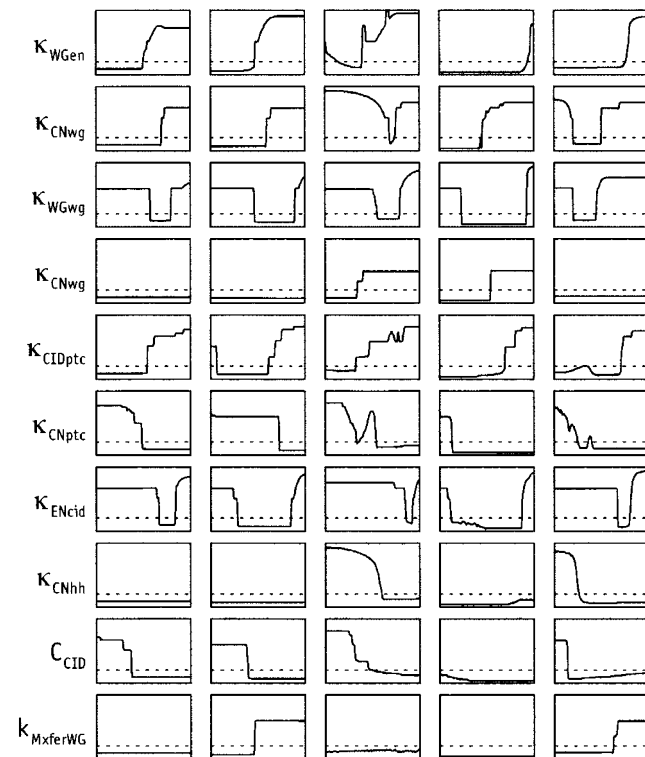 κWGen
κCNwg
κWGwg
κCNwg
κCIDptc
κCNptc
κENcid
κCNhh
CCID
kMxferWG